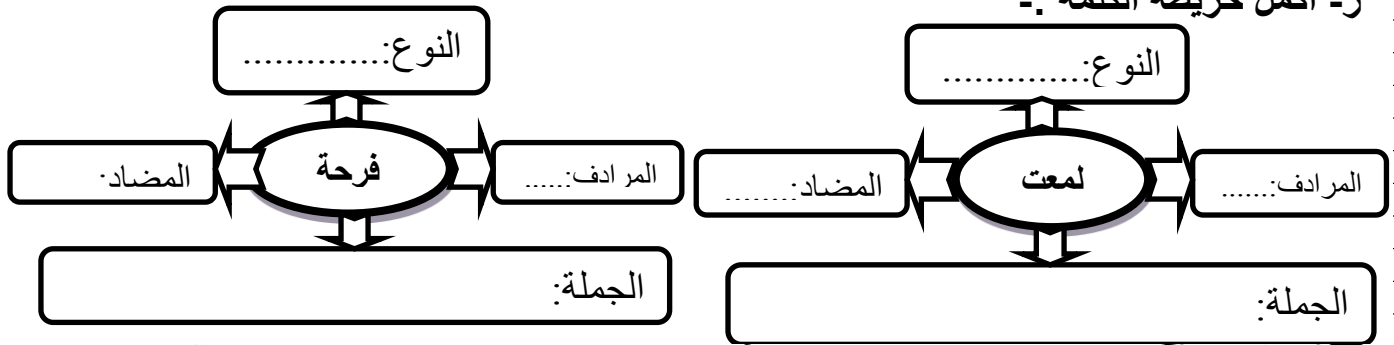 ز- أكمل خريطة الكلمة :-
النوع:..............
النوع:..............
المرادف:......
لمعت
المضاد:........
المرادف:.....
فرحة
المضاد:
الجملة:
الجملة: